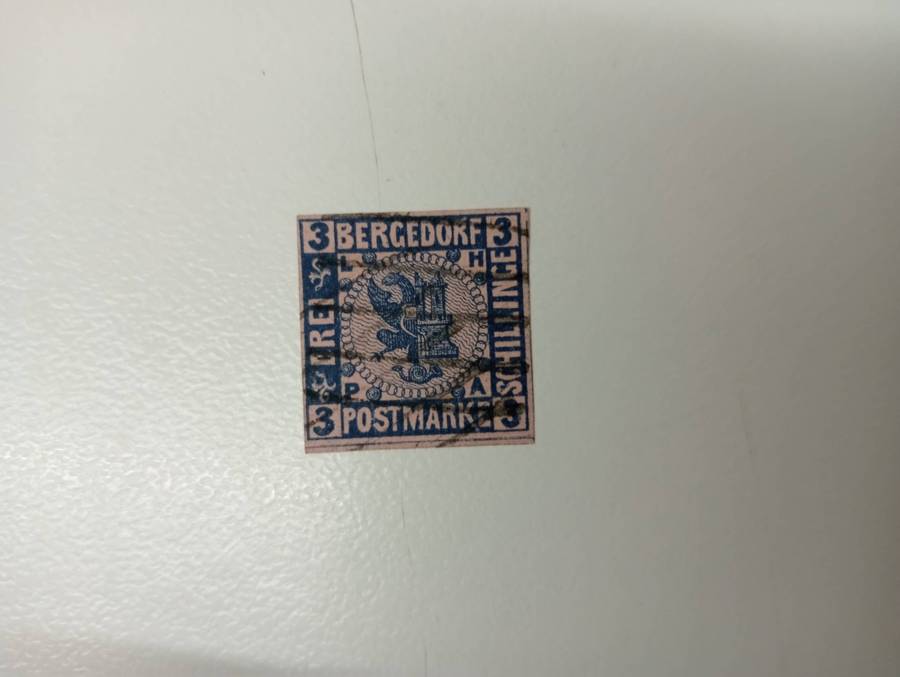 3 BERGEDORF 3
L H
DREI
SCHILLINGE
P A
3 POSTMARKE 3